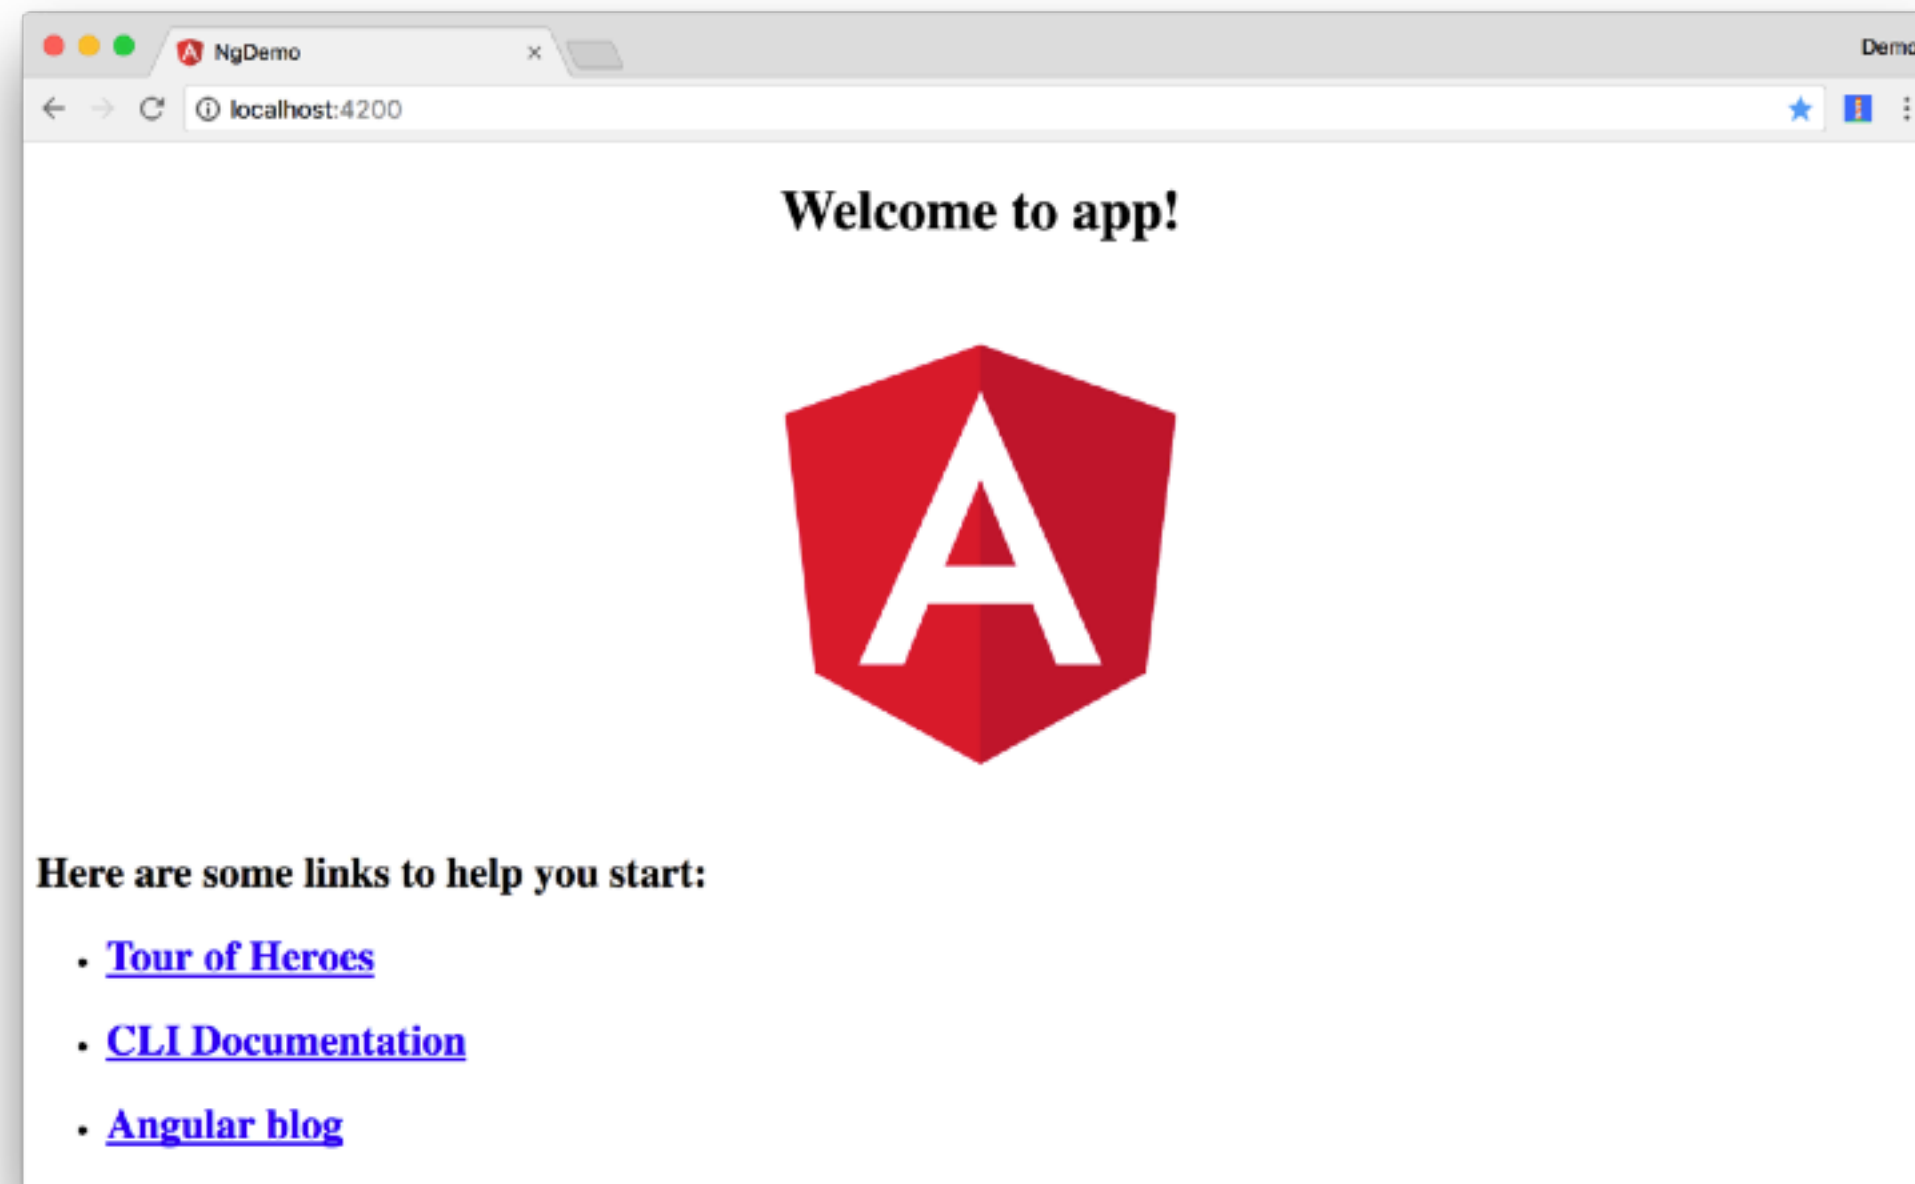 NgDemo
Demo
localhost:4200
Welcome to app!
A
Here are some links to help you start:
Tour of Heroes
CLI Documentation
Angular blog